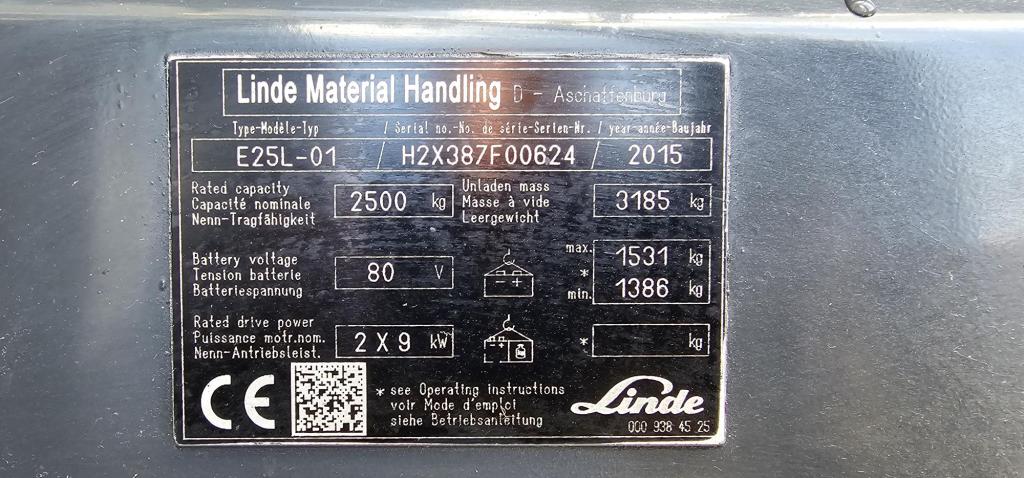 Linde Material Handling D - Aschaffenburg
Type-Modèle-Typ / Serial no.-No. de série-Serien-Nr. / year-année-Baujahr
E25L-01 / H2X387F00624 / 2015
Rated capacity
Capacité nominale
Nenn-Tragfähigkeit
2500 kg
Unladen mass
Masse à vide
Leergewicht
3185 kg
Battery voltage
Tension batterie
Batteriespannung
80 V
- +
max. 1531 kg
*
min. 1386 kg
Rated drive power
Puissance motr.nom.
Nenn-Antriebsleist.
2 X 9 kW
- +
* kg
CE
* see Operating instructions
voir Mode d'emploi
siehe Betriebsanleitung
Linde
000 938 45 25